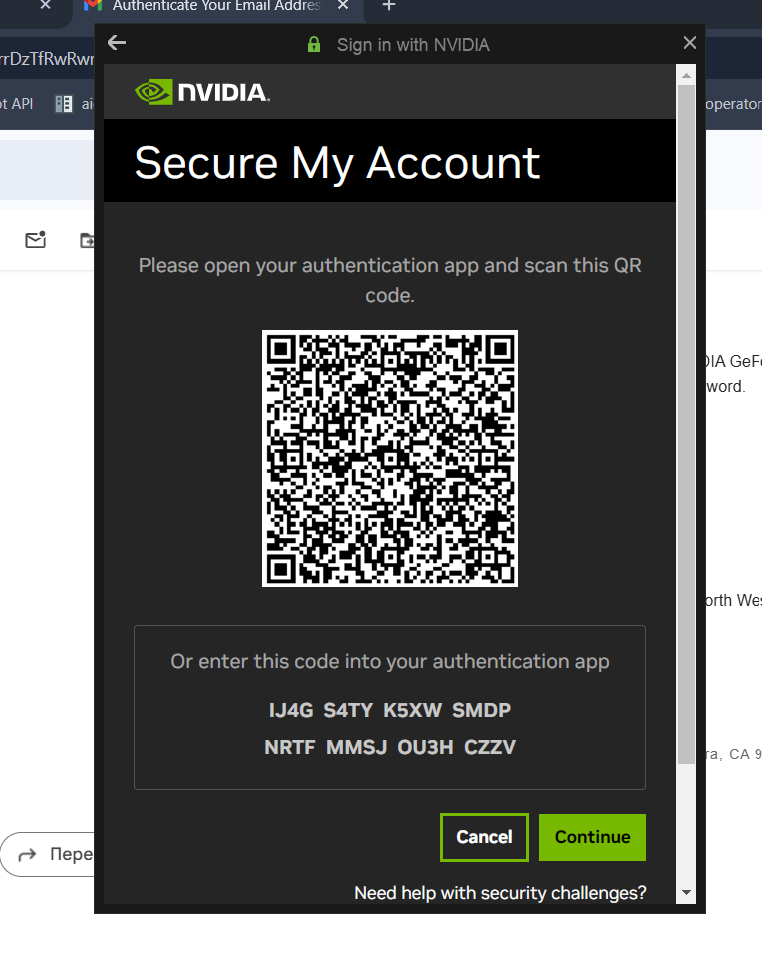 Authenticate Your Email Addres
rrDzTfRwRwr
Sign in with NVIDIA
ot API
operator
NVIDIA.
Secure My Account
Please open your authentication app and scan this QR
code.
DIA GeFo
word.
orth Wes
Or enter this code into your authentication app
IJ4G S4TY K5XW SMDP
NRTF MMSJ OU3H CZZV
ra, CA 9
Cancel
Continue
Пере
Need help with security challenges?